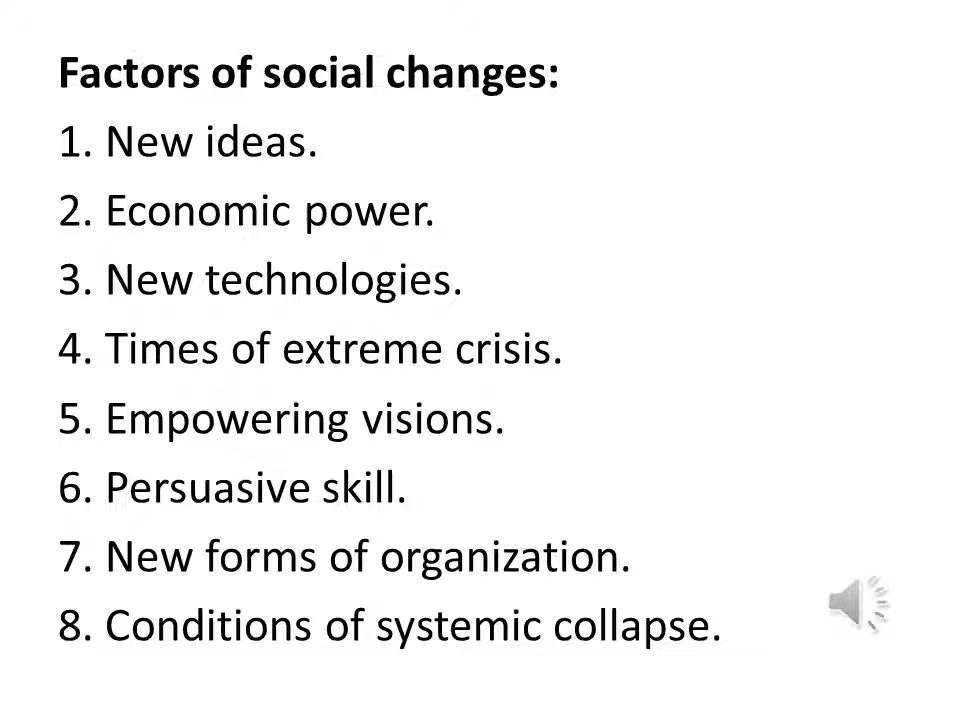 Factors of social changes:
1. New ideas.
2. Economic power.
3. New technologies.
4. Times of extreme crisis.
5. Empowering visions.
6. Persuasive skill.
7. New forms of organization.
8. Conditions of systemic collapse.